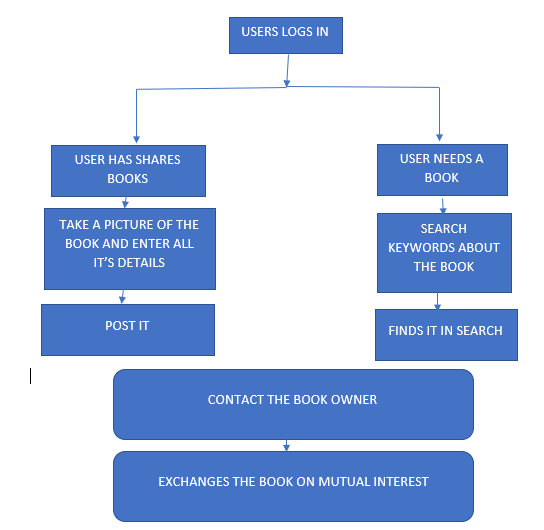 USERS LOGS IN
USER HAS SHARES
BOOKS
TAKE A PICTURE OF THE
BOOK AND ENTER ALL
IT'S DETAILS
POST IT
USER NEEDS A
BOOK
SEARCH
KEYWORDS ABOUT
THE BOOK
FINDS IT IN SEARCH
CONTACT THE BOOK OWNER
EXCHANGES THE BOOK ON MUTUAL INTEREST